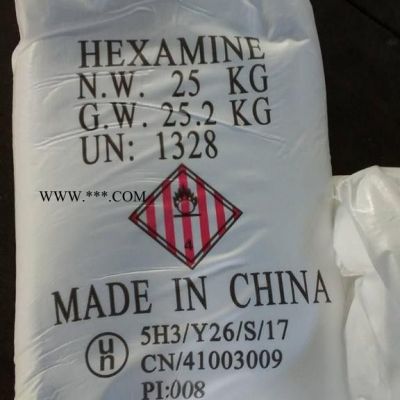 HEXAMINE
N.W. 25 KG
G.W. 25.2 KG
UN: 1328
WWW.***.COM
4
MADE IN CHINA
un
5H3/Y26/S/17
CN/41003009
PI:008